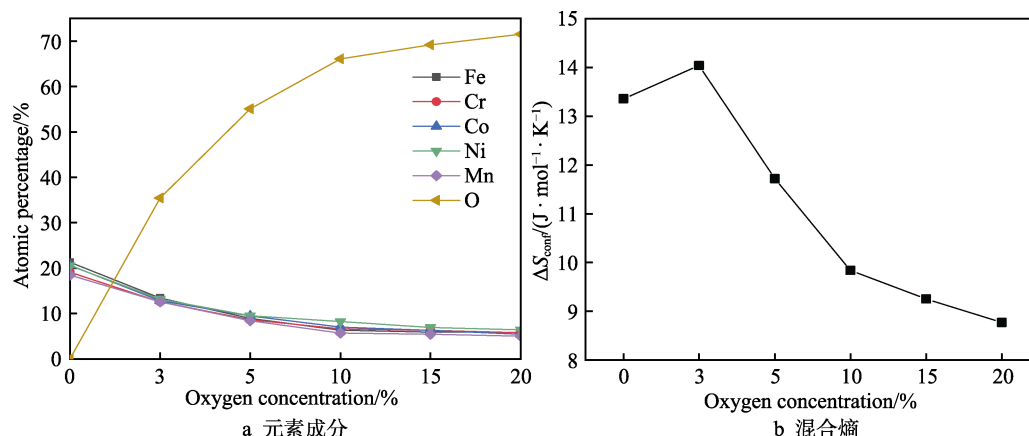 70
60
50
40
30
20
10
0
Atomic percentage/%
Fe
Cr
Co
Ni
Mn
O
0 3 5 10 15 20
Oxygen concentration/%
a 元素成分
15
14
13
12
11
10
9
8
ΔS_conf/(J · mol⁻¹ · K⁻¹)
0 3 5 10 15 20
Oxygen concentration/%
b 混合熵